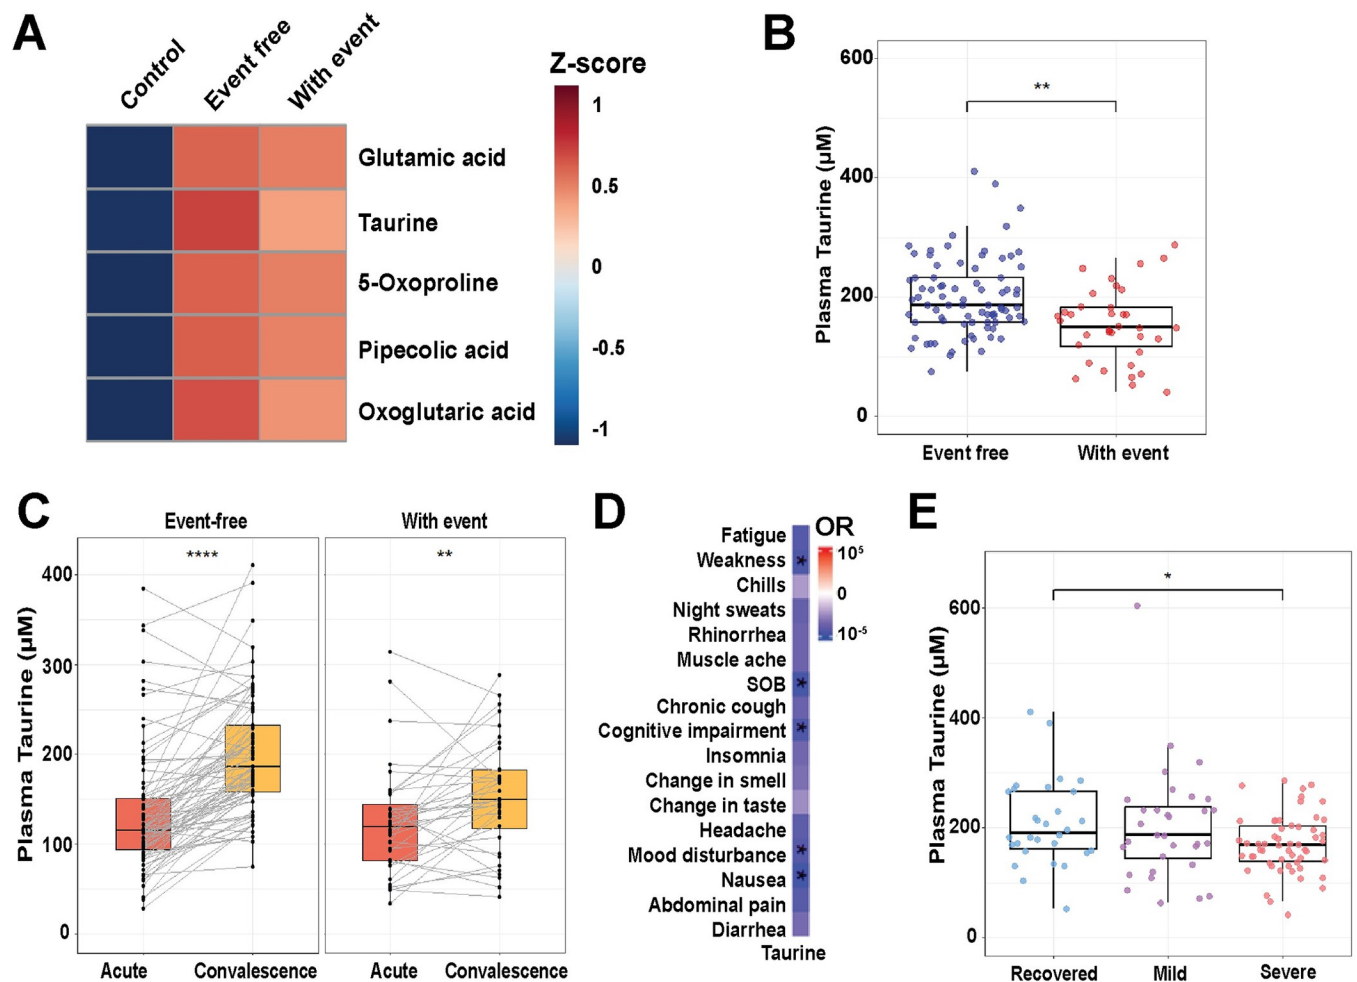 A
Control
Event free
With event
Z-score
1
0.5
0
-0.5
-1
Glutamic acid
Taurine
5-Oxoproline
Pipecolic acid
Oxoglutaric acid
B
Plasma Taurine (µM)
600
400
200
0
**
Event free
With event
C
Event-free
With event
Plasma Taurine (µM)
400
300
200
100
0
****
**
Acute
Convalescence
Acute
Convalescence
D
OR
10⁵
0
10⁻⁵
Fatigue
Weakness *
Chills
Night sweats
Rhinorrhea
Muscle ache
SOB *
Chronic cough
Cognitive impairment *
Insomnia
Change in smell
Change in taste
Headache
Mood disturbance *
Nausea *
Abdominal pain
Diarrhea
Taurine
E
Plasma Taurine (µM)
600
400
200
0
*
Recovered
Mild
Severe